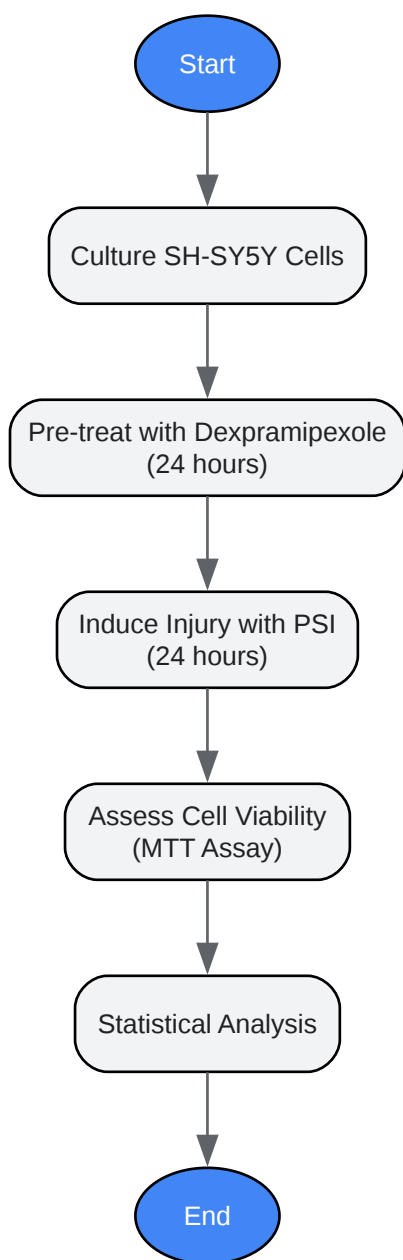 Start
Culture SH-SY5Y Cells
Pre-treat with Dexpramipexole
(24 hours)
Induce Injury with PSI
(24 hours)
Assess Cell Viability
(MTT Assay)
Statistical Analysis
End